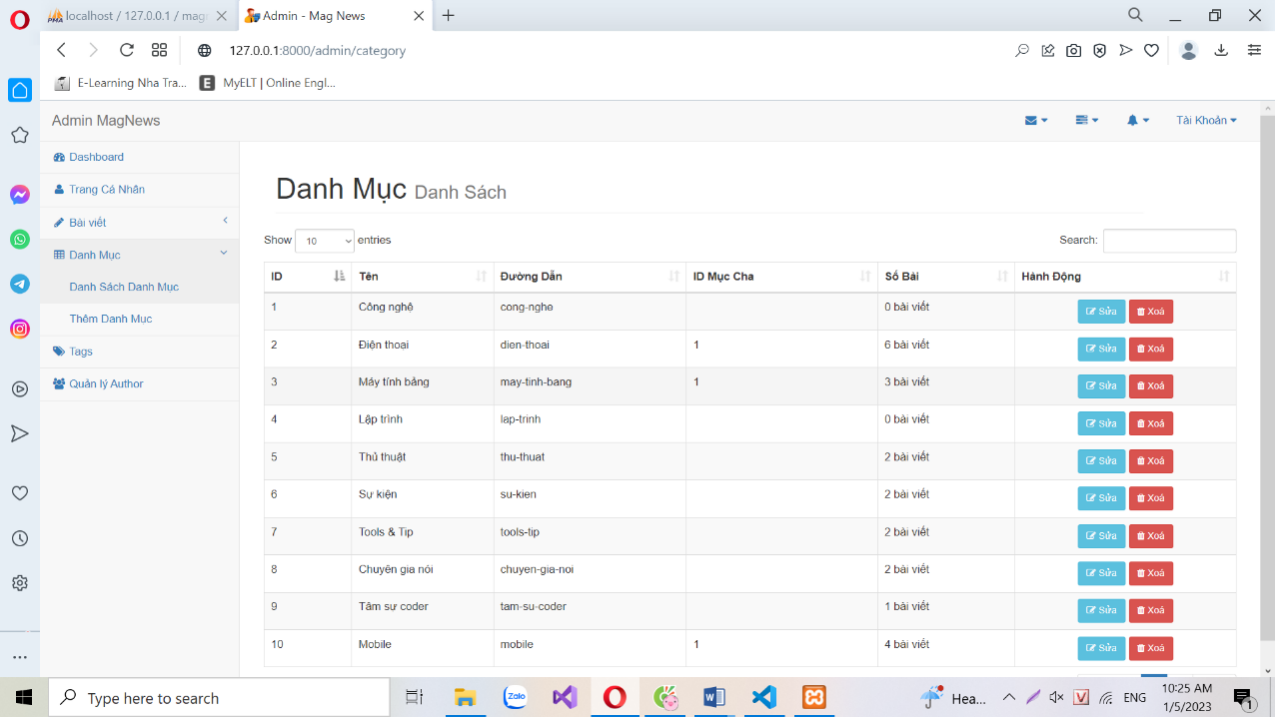 localhost / 127.0.0.1 / mag
Admin - Mag News
127.0.0.1:8000/admin/category
E-Learning Nha Tra...
MyELT | Online Engl...
Admin MagNews
Tài Khoản
Dashboard
Trang Cá Nhân
Bài viết
Danh Mục
Danh Sách Danh Mục
Thêm Danh Mục
Tags
Quản lý Author
Danh Mục Danh Sách
Show 10 entries
Search:
ID Tên Đường Dẫn ID Mục Cha Số Bài Hành Động
1 Công nghệ cong-nghe 0 bài viết Sửa Xoá
2 Điện thoại dien-thoai 1 6 bài viết Sửa Xoá
3 Máy tính bảng may-tinh-bang 1 3 bài viết Sửa Xoá
4 Lập trình lap-trinh 0 bài viết Sửa Xoá
5 Thủ thuật thu-thuat 2 bài viết Sửa Xoá
6 Sự kiện su-kien 2 bài viết Sửa Xoá
7 Tools & Tip tools-tip 2 bài viết Sửa Xoá
8 Chuyên gia nói chuyen-gia-noi 2 bài viết Sửa Xoá
9 Tâm sự coder tam-su-coder 1 bài viết Sửa Xoá
10 Mobile mobile 1 4 bài viết Sửa Xoá
Type here to search
Zalo
Hea...
ENG
10:25 AM
1/5/2023
1